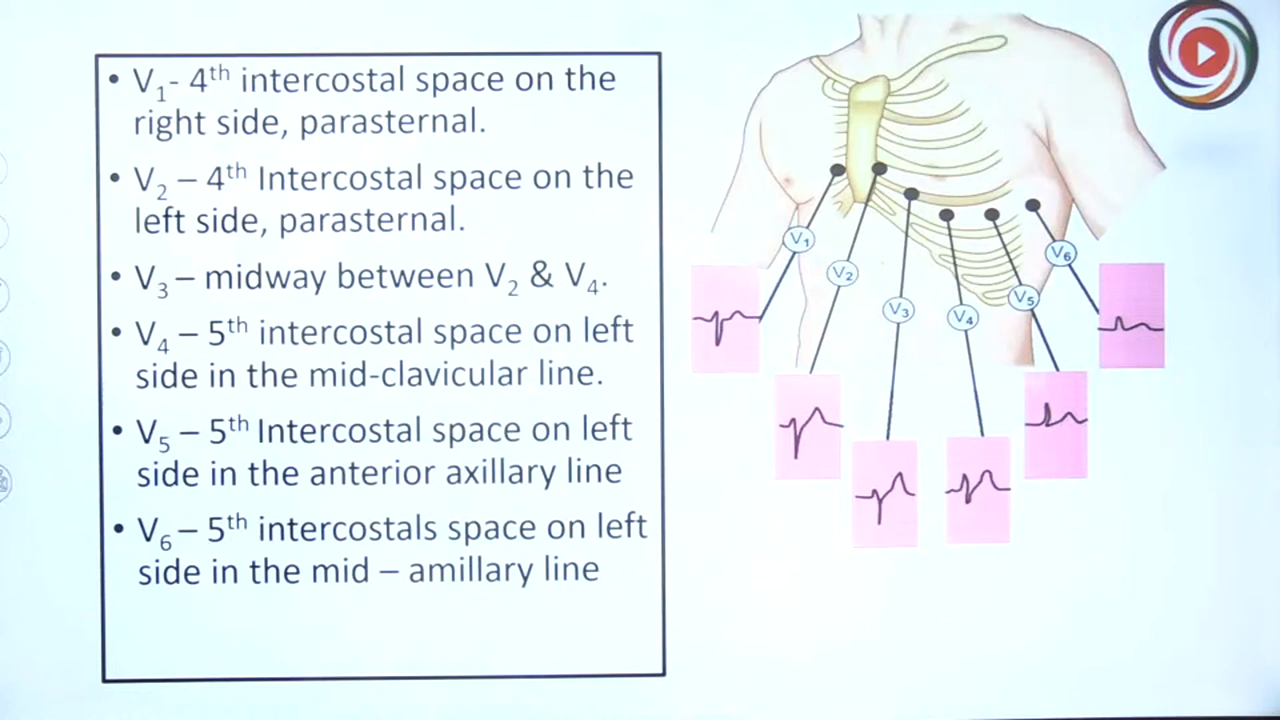 • V₁- 4ᵗʰ intercostal space on the
right side, parasternal.
• V₂ – 4ᵗʰ Intercostal space on the
left side, parasternal.
• V₃ – midway between V₂ & V₄.
• V₄ – 5ᵗʰ intercostal space on left
side in the mid-clavicular line.
• V₅ – 5ᵗʰ Intercostal space on left
side in the anterior axillary line
• V₆ – 5ᵗʰ intercostals space on left
side in the mid – amillary line
V₁
V₂
V₃
V₄
V₅
V₆